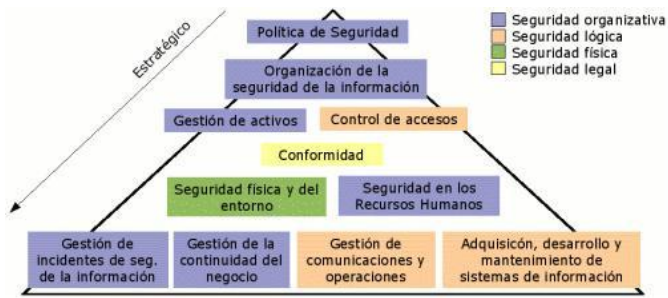 Política de Seguridad
Estratégico
Seguridad organizativa
Seguridad lógica
Seguridad física
Seguridad legal
Organización de la
seguridad de la información
Gestión de activos
Control de accesos
Conformidad
Seguridad física y del
entorno
Seguridad en los
Recursos Humanos
Gestión de
incidentes de seg.
de la información
Gestión de la
continuidad del
negocio
Gestión de
comunicaciones y
operaciones
Adquisicón, desarrollo y
mantenimiento de
sistemas de información